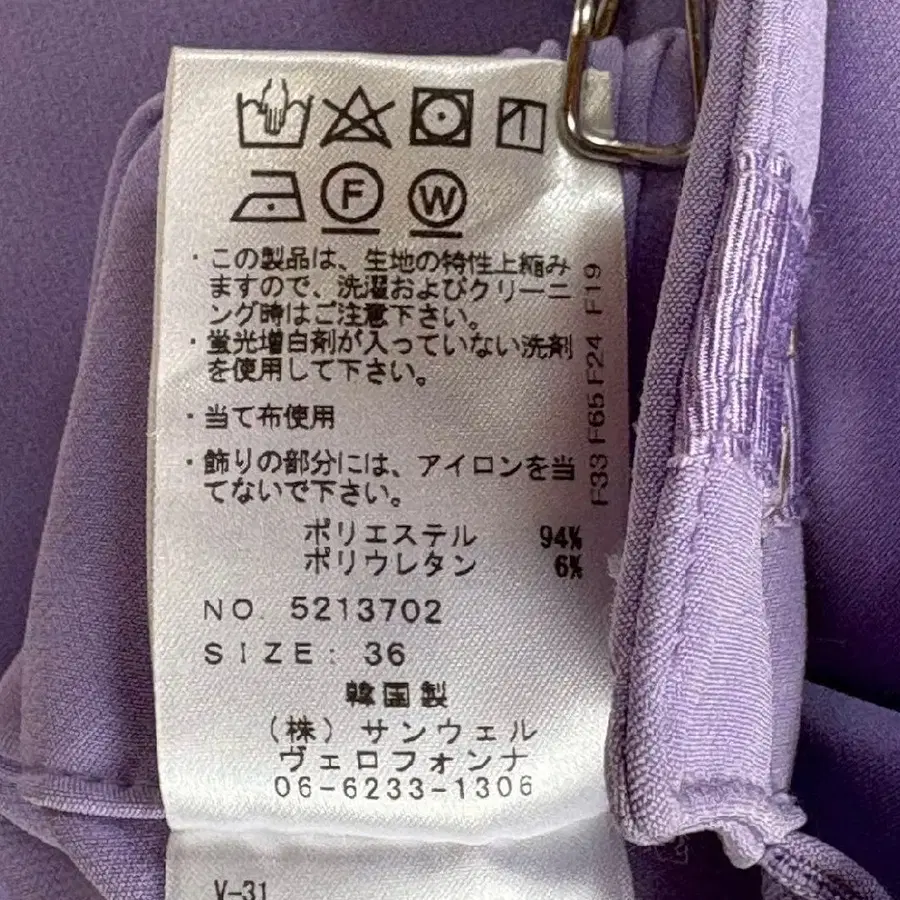 F
W
・この製品は、生地の特性上縮み
ますので、洗濯およびクリーニ
ング時はご注意下さい。
・蛍光増白剤が入っていない洗剤
を使用して下さい。
・当て布使用
・飾りの部分には、アイロンを当
てないで下さい。
F33 F65 F24 F19
ポリエステル 94%
ポリウレタン 6%
NO. 5213702
SIZE: 36
韓国製
(株)サンウェル
ヴェロフォンナ
06-6233-1306
V-31